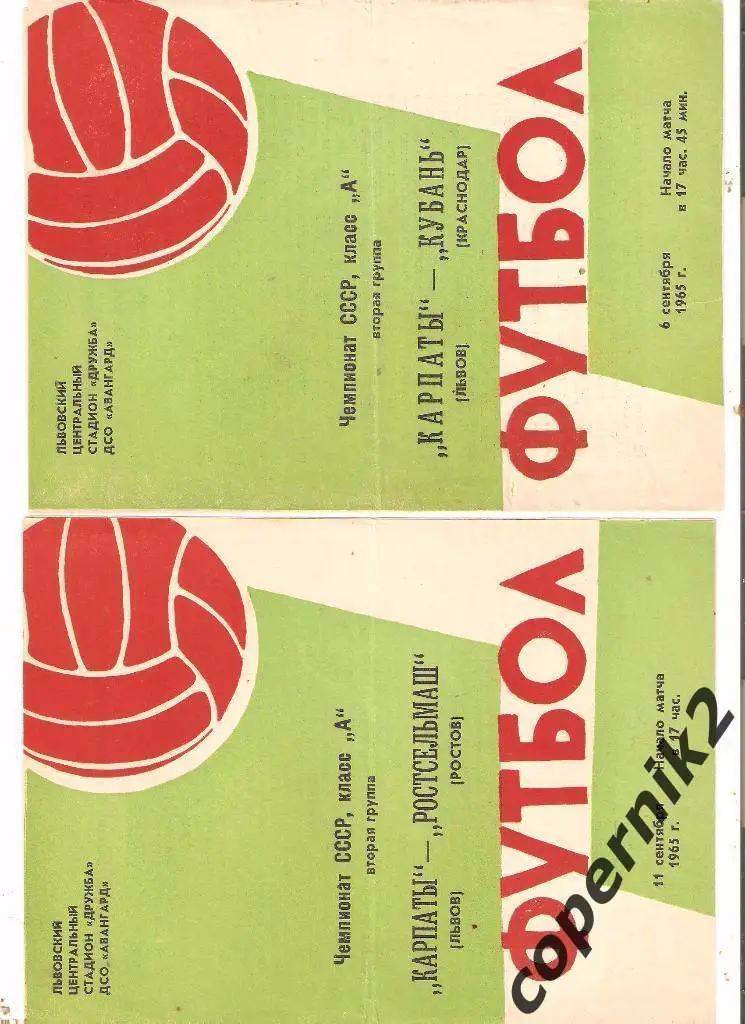 ЛЬВОВСКИЙ
ЦЕНТРАЛЬНЫЙ
СТАДИОН «ДРУЖБА»
ДСО «АВАНГАРД»
Чемпионат СССР, класс „А“
вторая группа
„КАРПАТЫ“ — „КУБАНЬ“
(ЛЬВОВ) (КРАСНОДАР)
ФУТБОЛ
6 сентября Начало матча
1965 г. в 17 час. 45 мин.
ЛЬВОВСКИЙ
ЦЕНТРАЛЬНЫЙ
СТАДИОН «ДРУЖБА»
ДСО «АВАНГАРД»
Чемпионат СССР, класс „А“
вторая группа
„КАРПАТЫ“ — „РОСТСЕЛЬМАШ“
(ЛЬВОВ) (РОСТОВ)
ФУТБОЛ
11 сентября Начало матча
1965 г. в 17 час.
copernik2